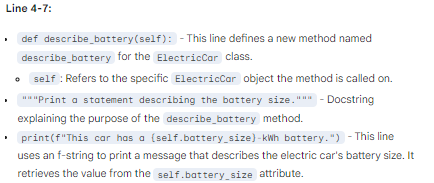 Line 4-7:
• def describe_battery(self): - This line defines a new method named
describe_battery for the ElectricCar class.
◦ self : Refers to the specific ElectricCar object the method is called on.
• """Print a statement describing the battery size.""" - Docstring
explaining the purpose of the describe_battery method.
• print(f"This car has a {self.battery_size}-kWh battery.") - This line
uses an f-string to print a message that describes the electric car's battery size. It
retrieves the value from the self.battery_size attribute.